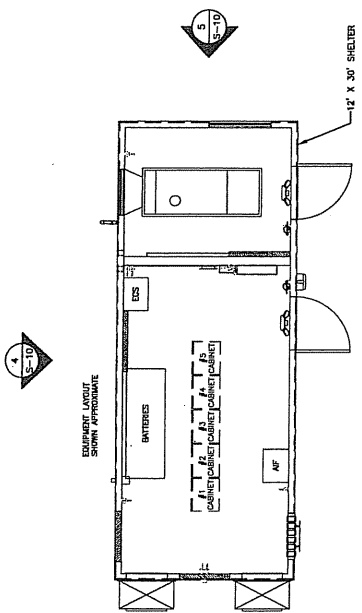 4
S-10
5
S-10
EQUIPMENT LAYOUT
SHOWN APPROXIMATE
ECS
BATTERIES
#1
CABINET
#2
CABINET
#3
CABINET
#4
CABINET
#5
CABINET
AIF
12' X 30' SHELTER